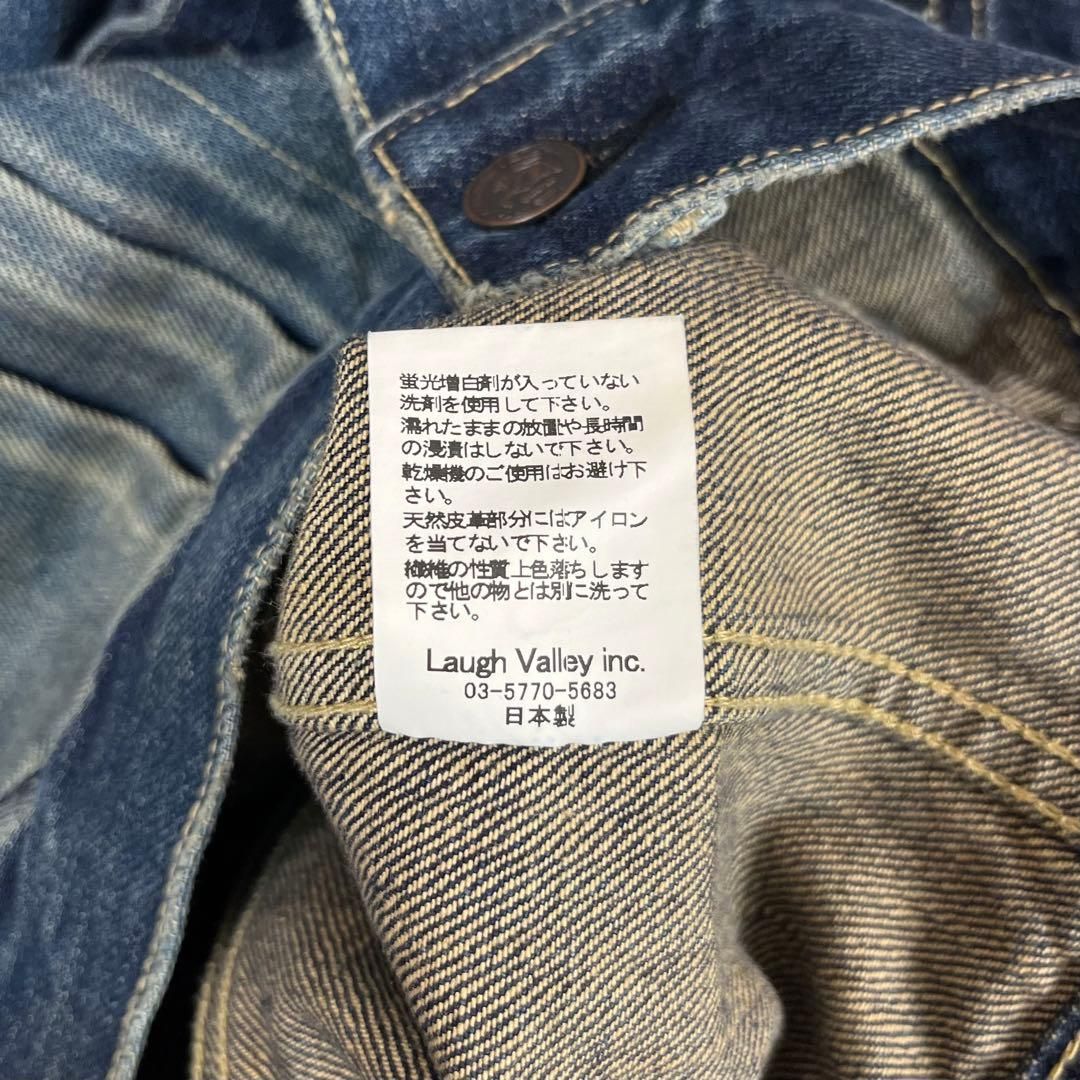 蛍光増白剤が入っていない
洗剤を使用して下さい。
濡れたままの放置や長時間
の浸漬はしないで下さい。
乾燥機のご使用はお避け下
さい。
天然皮革部分にはアイロン
を当てないで下さい。
繊維の性質上色落ちします
ので他の物とは別に洗って
下さい。
Laugh Valley inc.
03-5770-5683
日本製